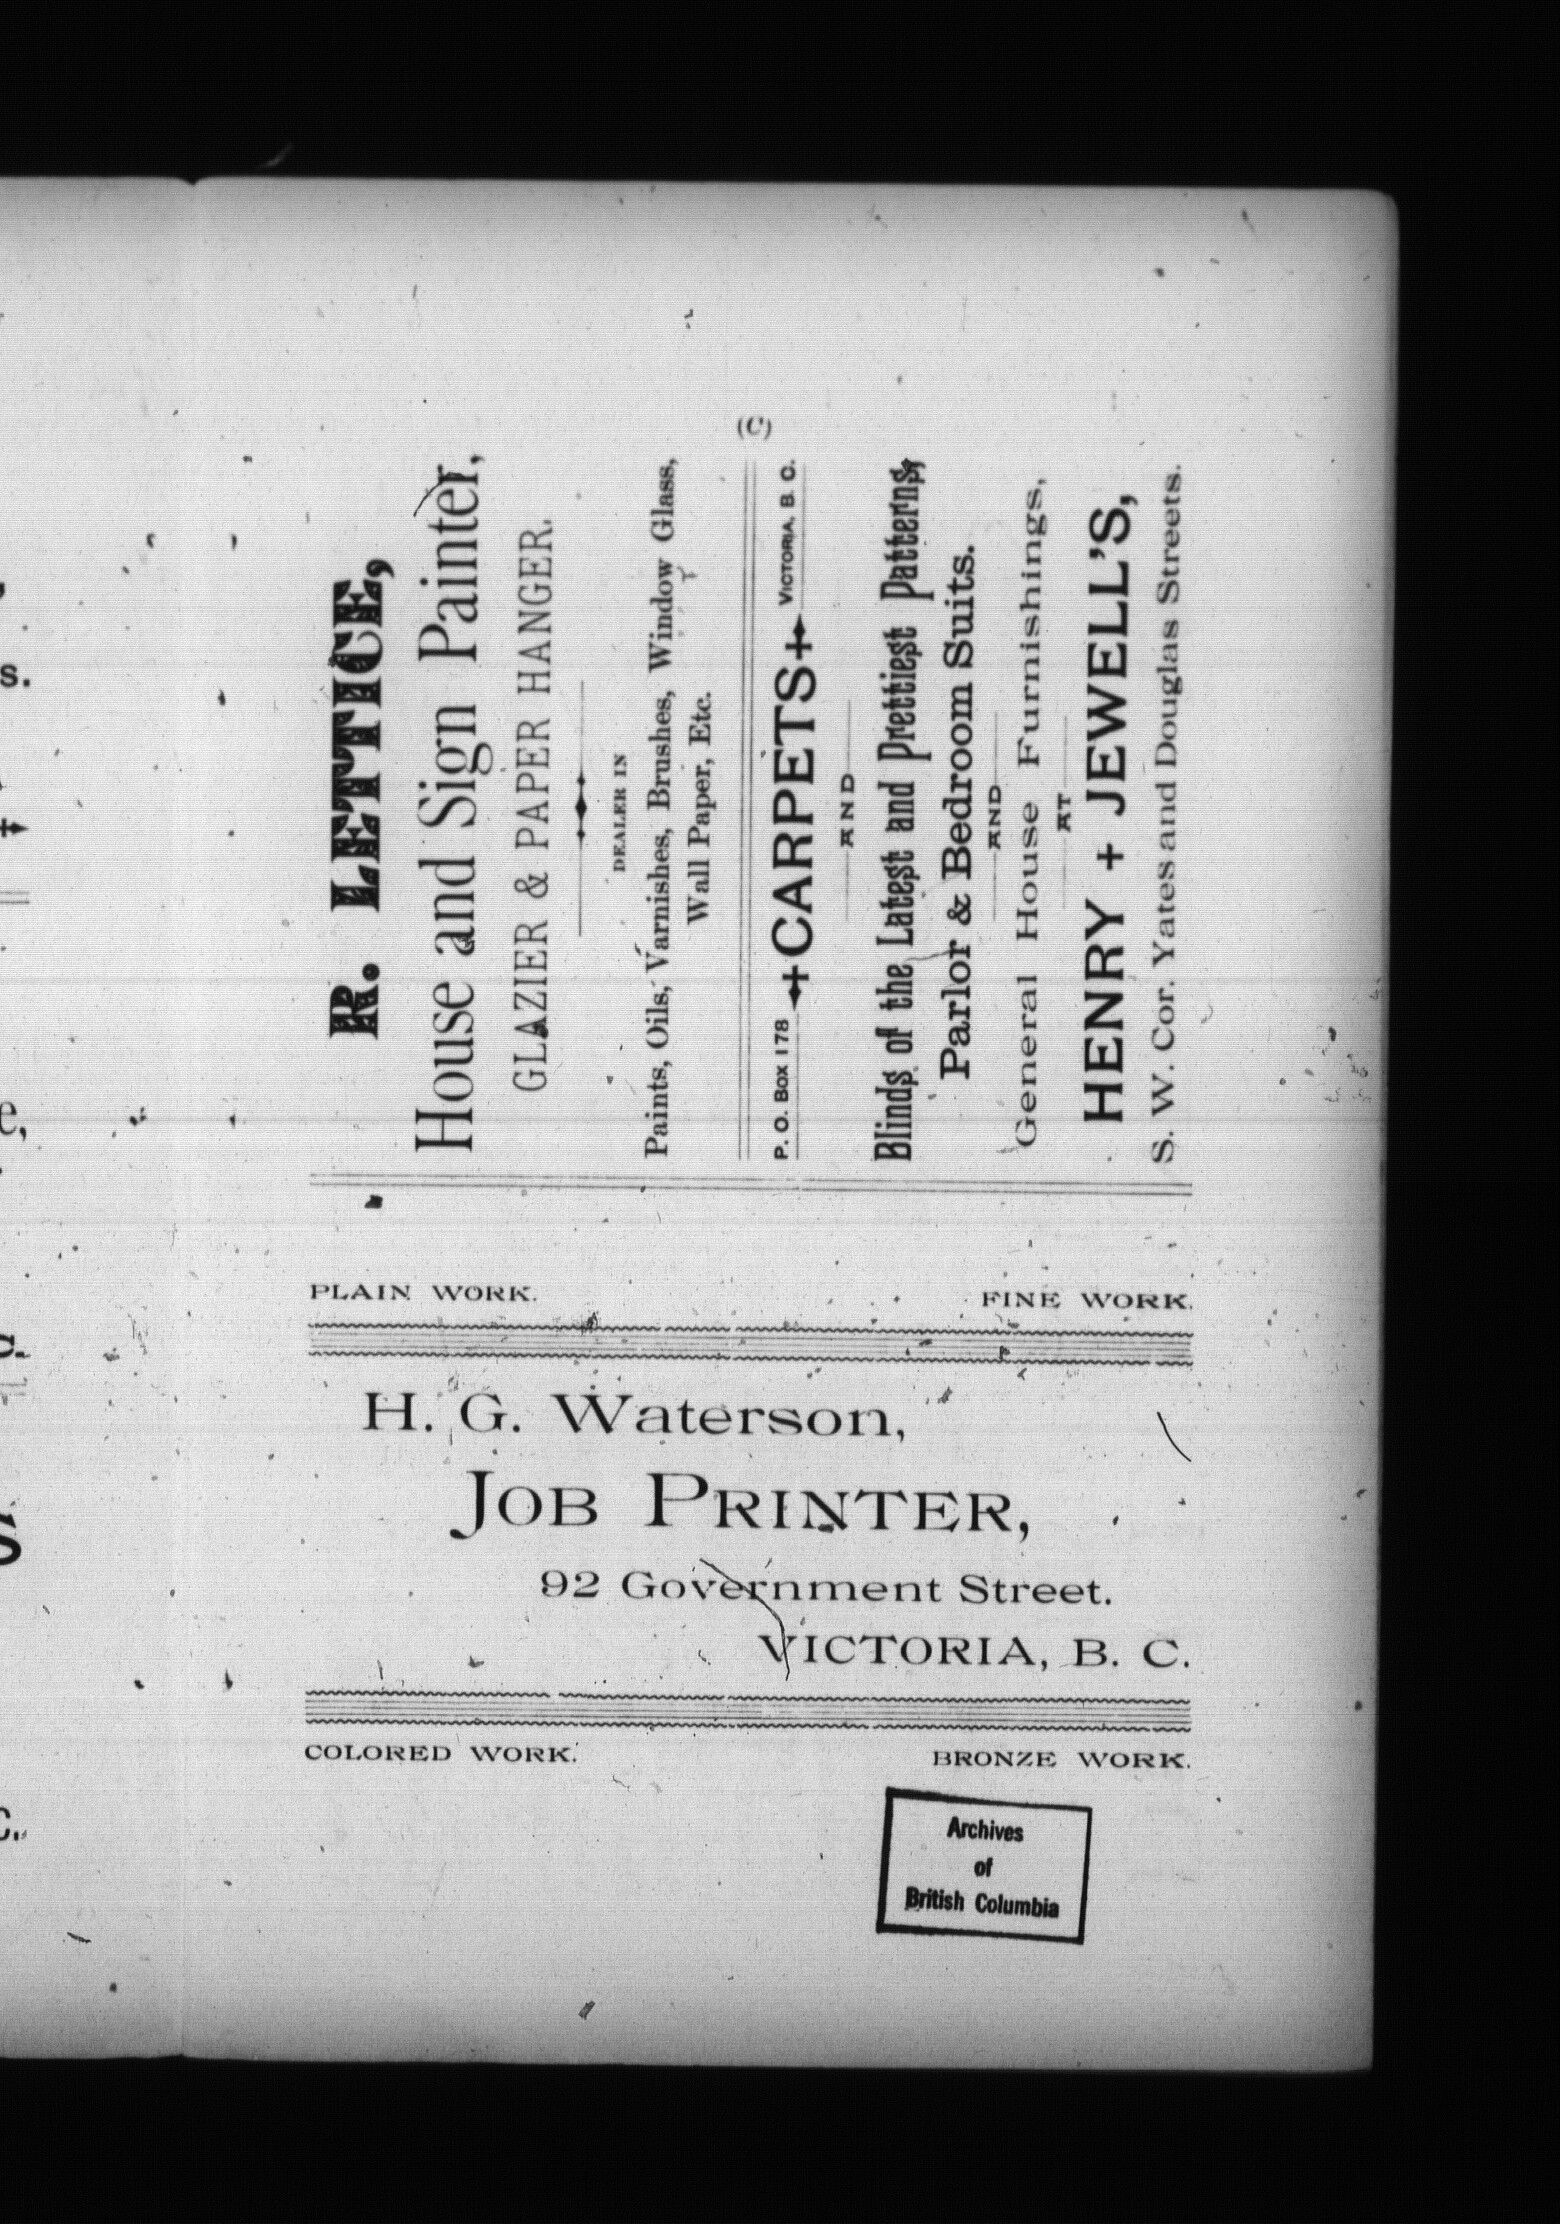 (C)
R. LETTICE,
House and Sign Painter,
GLAZIER & PAPER HANGER.
DEALER IN
Paints, Oils, Varnishes, Brushes, Window Glass,
Wall Paper, Etc.
P. O. Box 178 CARPETS VICTORIA, B. C.
AND
Blinds of the Latest and Prettiest Patterns,
Parlor & Bedroom Suits.
AND
General House Furnishings,
AT
HENRY + JEWELL'S,
S. W. Cor. Yates and Douglas Streets.
PLAIN WORK. FINE WORK.
H. G. Waterson,
JOB PRINTER,
92 Government Street.
VICTORIA, B. C.
COLORED WORK. BRONZE WORK.
Archives
of
British Columbia